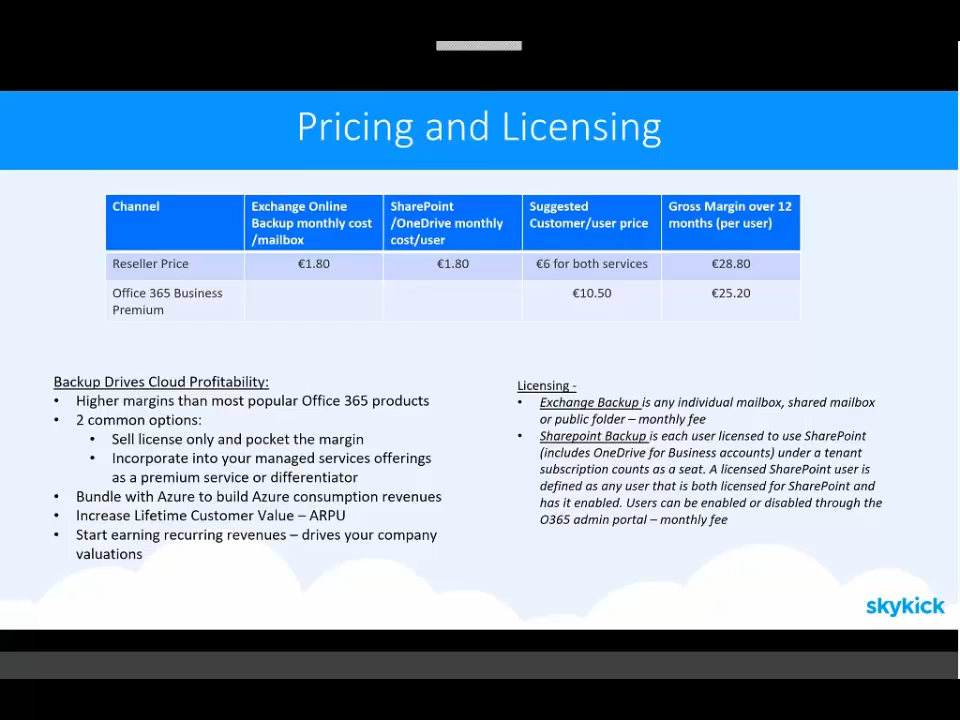 Pricing and Licensing
Channel
Exchange Online
Backup monthly cost
/mailbox
SharePoint
/OneDrive monthly
cost/user
Suggested
Customer/user price
Gross Margin over 12
months (per user)
Reseller Price
€1.80
€1.80
€6 for both services
€28.80
Office 365 Business
Premium
€10.50
€25.20
Backup Drives Cloud Profitability:
• Higher margins than most popular Office 365 products
• 2 common options:
• Sell license only and pocket the margin
• Incorporate into your managed services offerings
as a premium service or differentiator
• Bundle with Azure to build Azure consumption revenues
• Increase Lifetime Customer Value – ARPU
• Start earning recurring revenues – drives your company
valuations
Licensing -
• Exchange Backup is any individual mailbox, shared mailbox
or public folder – monthly fee
• Sharepoint Backup is each user licensed to use SharePoint
(includes OneDrive for Business accounts) under a tenant
subscription counts as a seat. A licensed SharePoint user is
defined as any user that is both licensed for SharePoint and
has it enabled. Users can be enabled or disabled through the
O365 admin portal – monthly fee
skykick